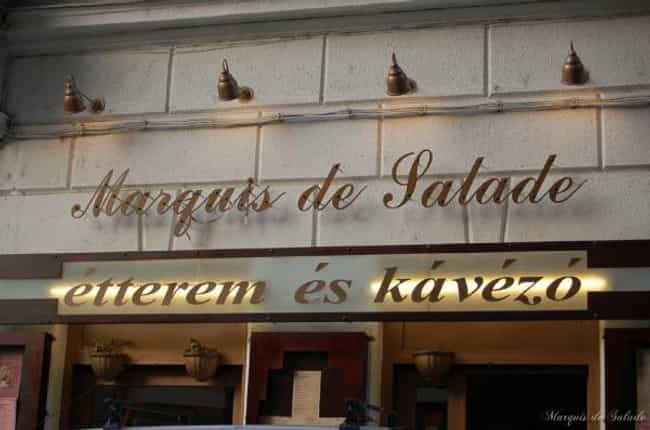 Marquis de Salade
étterem és kávézó
Marquis de Salade